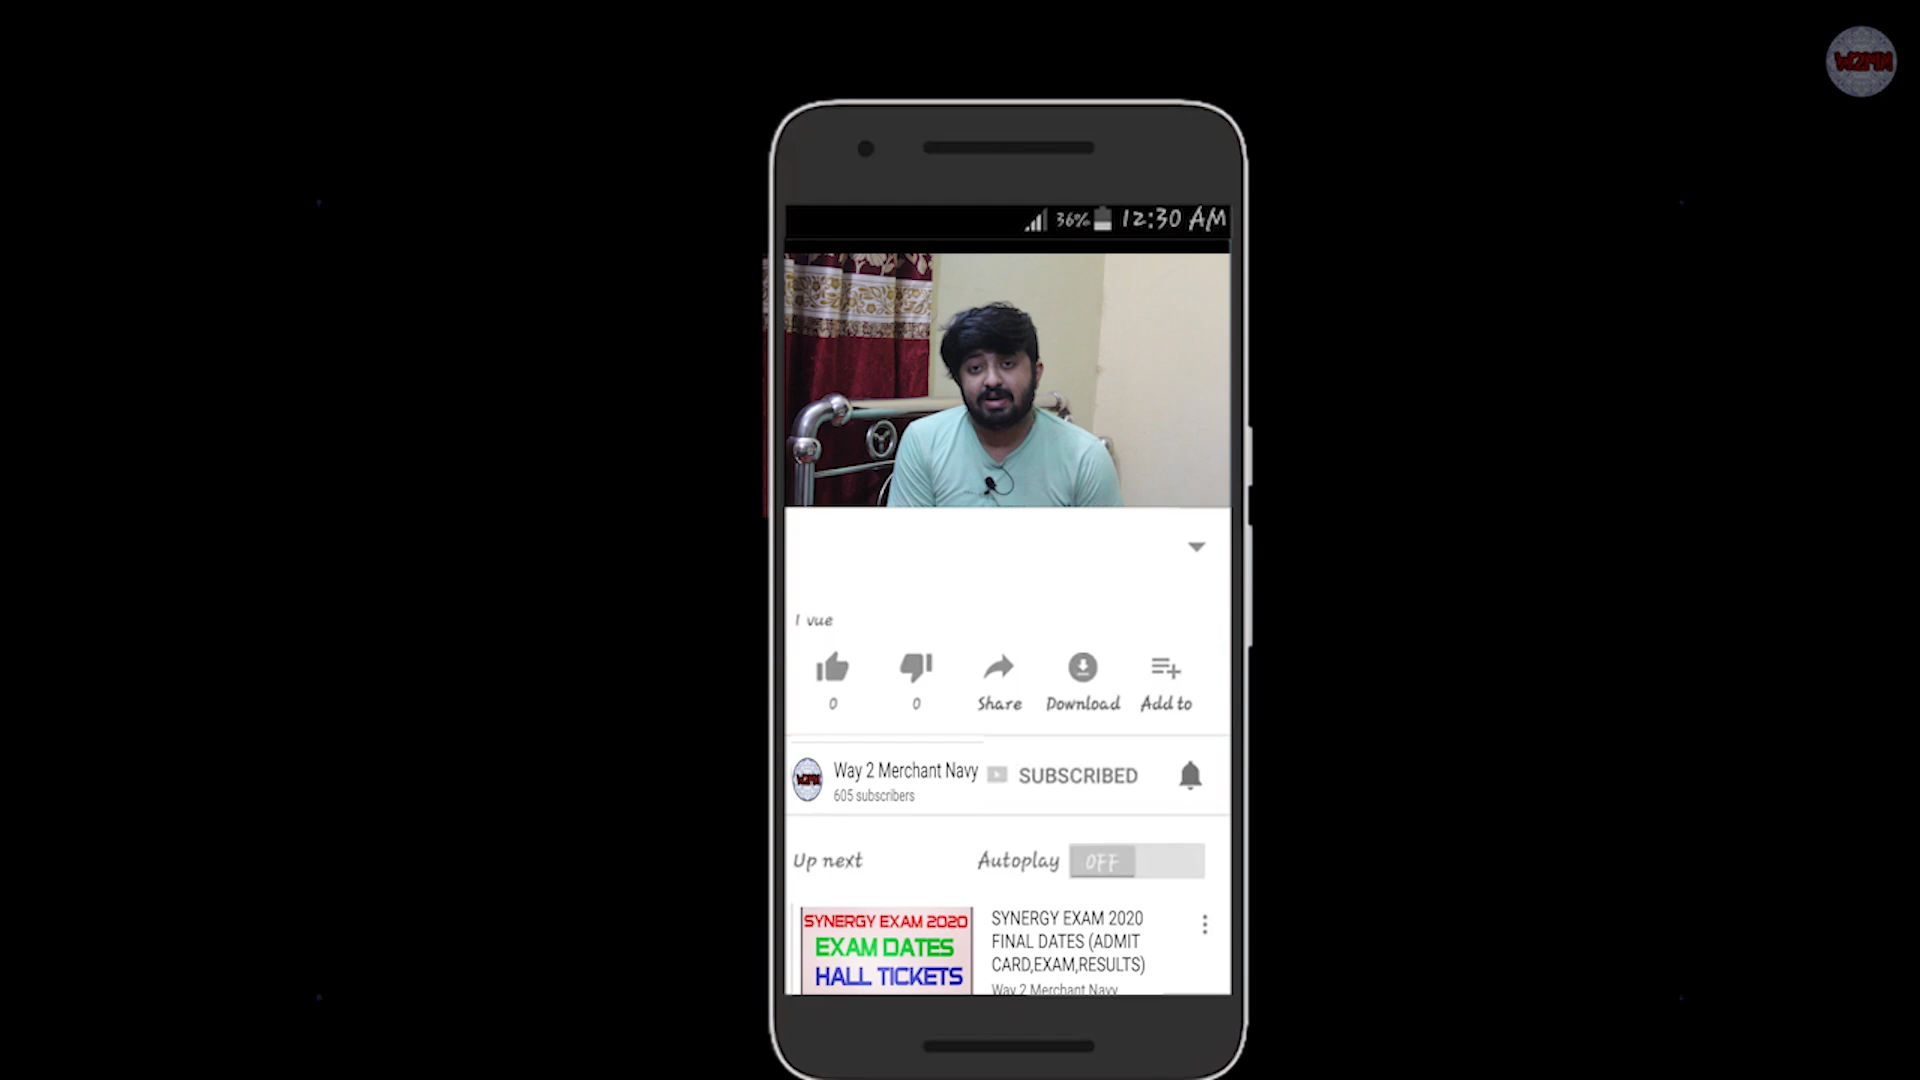 W2MN
36% 12:30 AM
1 vue
0 0 Share Download Add to
Way 2 Merchant Navy SUBSCRIBED
605 subscribers
Up next Autoplay OFF
SYNERGY EXAM 2020
EXAM DATES
HALL TICKETS
SYNERGY EXAM 2020
FINAL DATES (ADMIT
CARD,EXAM,RESULTS)
Way 2 Merchant Navy